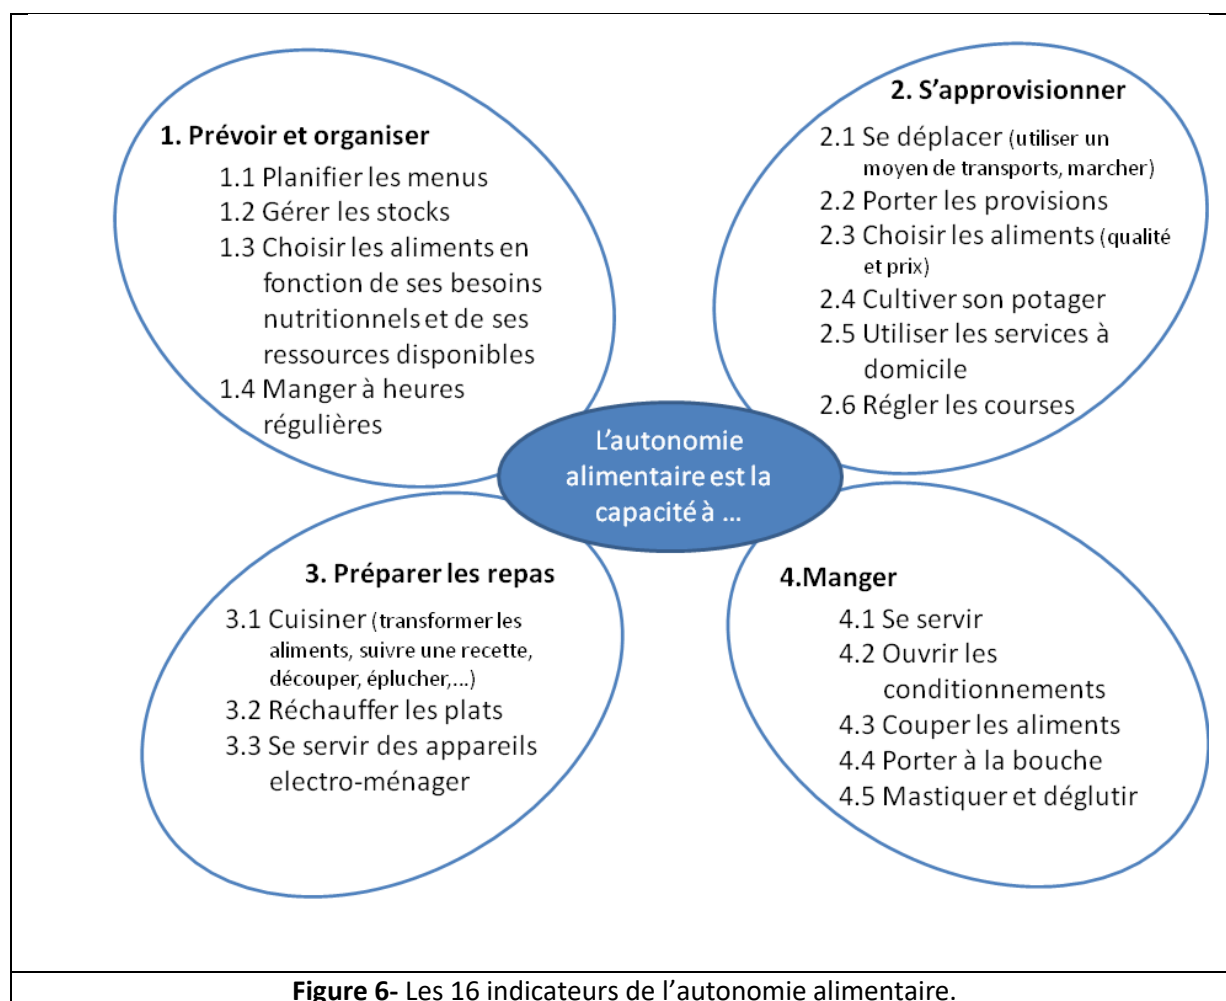 1. Prévoir et organiser
1.1 Planifier les menus
1.2 Gérer les stocks
1.3 Choisir les aliments en
fonction de ses besoins
nutritionnels et de ses
ressources disponibles
1.4 Manger à heures
régulières
2. S’approvisionner
2.1 Se déplacer (utiliser un
moyen de transports, marcher)
2.2 Porter les provisions
2.3 Choisir les aliments (qualité
et prix)
2.4 Cultiver son potager
2.5 Utiliser les services à
domicile
2.6 Régler les courses
L’autonomie
alimentaire est la
capacité à ...
3. Préparer les repas
3.1 Cuisiner (transformer les
aliments, suivre une recette,
découper, éplucher,...)
3.2 Réchauffer les plats
3.3 Se servir des appareils
electro-ménager
4.Manger
4.1 Se servir
4.2 Ouvrir les
conditionnements
4.3 Couper les aliments
4.4 Porter à la bouche
4.5 Mastiquer et déglutir
Figure 6- Les 16 indicateurs de l’autonomie alimentaire.